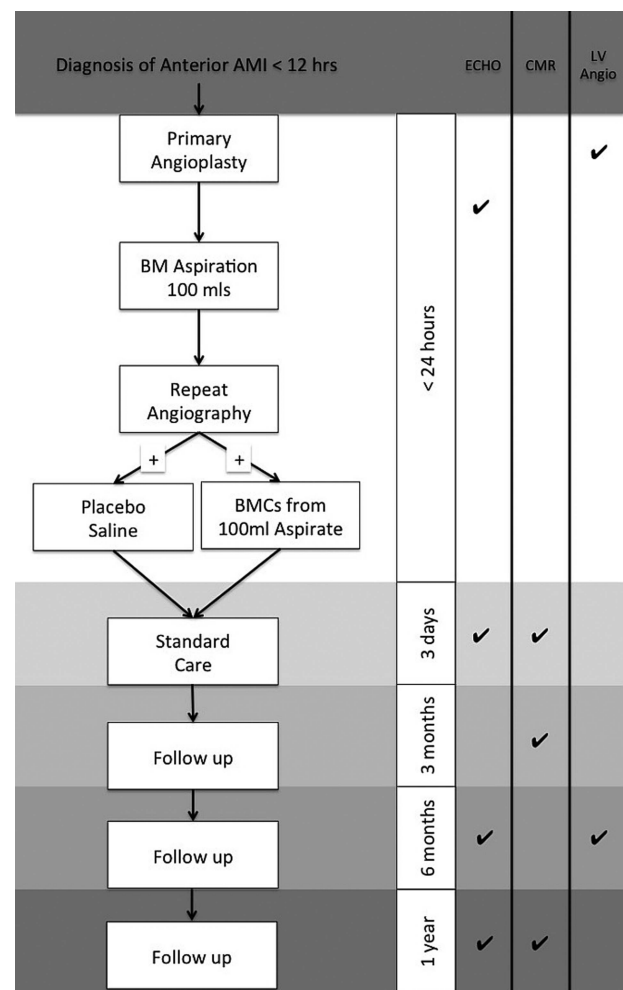 Diagnosis of Anterior AMI < 12 hrs
ECHO
CMR
LV
Angio
Primary
Angioplasty
✔
✔
BM Aspiration
100 mls
< 24 hours
Repeat
Angiography
+
+
Placebo
Saline
BMCs from
100ml Aspirate
Standard
Care
3 days
✔
✔
Follow up
3 months
✔
Follow up
6 months
✔
✔
Follow up
1 year
✔
✔